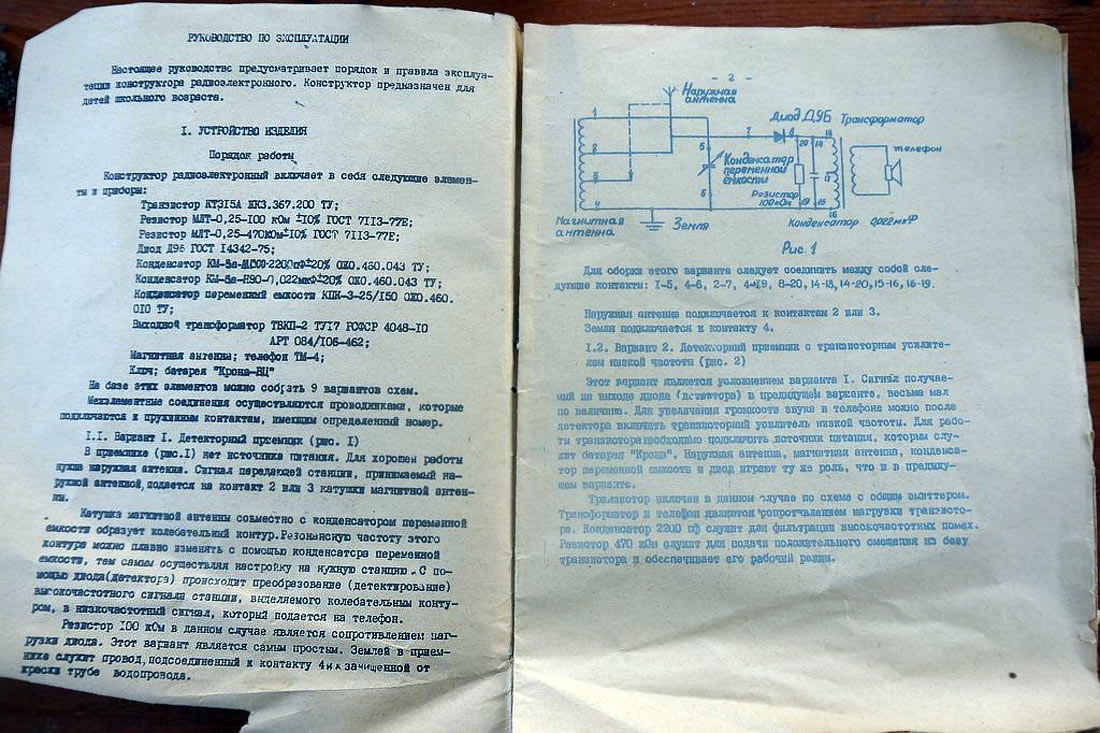 РУКОВОДСТВО ПО ЭКСПЛУАТАЦИИ
Настоящее руководство предусматривает порядок и правила эксплуа-
тации конструктора радиоэлектронного. Конструктор предназначен для
детей школьного возраста.
I. УСТРОЙСТВО ИЗДЕЛИЯ
Порядок работы
Конструктор радиоэлектронный включает в себя следующие элемен-
ты и приборы:
Транзистор КТ315А ЖКЗ.367.200 ТУ;
Резистор МЛТ-0,25-100 кОм ±10% ГОСТ 7113-77Е;
Резистор МЛТ-0,25-470КОм±10% ГОСТ 7113-77Е;
Диод Д9Б ГОСТ 14342-75;
Конденсатор КМ-5а-М1500-2200пФ±20% ОЖО.460.043 ТУ;
Конденсатор КМ-5а-Н90-0,022мкФ±20% ОЖО.460.043 ТУ;
Конденсатор переменный емкости КПК-3-25/150 ОЖО.460.
010 ТУ;
Выходной трансформатор ТВКП-2 ТУ17 РСФСР 4048-10
АРТ 084/106-462;
Магнитная антенна; телефон ТМ-4;
Ключ; батарея "Крона-ВЦ"
На базе этих элементов можно собрать 9 вариантов схем.
Межэлементные соединения осуществляются проводниками, которые
подключаются к пружинным контактам, имеющим определенный номер.
I.I. Вариант I. Детекторный приемник (рис. I)
В приемнике (рис.I) нет источника питания. Для хорошей работы
нужна наружная антенна. Сигнал передающей станции, принимаемый на-
ружной антенной, подается на контакт 2 или 3 катушки магнитной антен-
ны.
Катушка магнитной антенны совместно с конденсатором переменной
емкости образует колебательный контур. Резонансную частоту этого
контура можно плавно изменять с помощью конденсатора переменной
емкости, тем самым осуществляя настройку на нужную станцию. С по-
мощью диода(детектора) происходит преобразование (детектирование)
высокочастотного сигнала станции, выделяемого колебательным конту-
ром, в низкочастотный сигнал, который подается на телефон.
Резистор 100 кОм в данном случае является сопротивлением наг-
рузки диода. Этот вариант является самым простым. Землей в прием-
нике служит провод, подсоединенный к контакту 4 и к зачищенной от
краски трубе водопровода.
- 2 -
Наружная
антенна
Диод Д9Б Трансформатор
1
2
3
5
6
7
8
20 14 18
телефон
Конденсатор
переменной
ёмкости
Резистор
100кОм
19 15
16
Магнитная
антенна
Земля
Конденсатор 0,022 мкФ
Рис. 1
Для сборки этого варианта следует соединить между собой сле-
дующие контакты: I-5, 4-6, 2-7, 4-19, 8-20, 14-18, 14-20, 15-16, 16-19.
Наружная антенна подключается к контактам 2 или 3.
Земля подключается к контакту 4.
1.2. Вариант 2. Детекторный приемник с транзисторным усилите-
лем низкой частоты (рис. 2)
Этот вариант является усложнением варианта I. Сигнал получае-
мый на выходе диода (детектора) в предыдущем варианте, весьма мал
по величине. Для увеличения громкости звука в телефоне можно после
детектора включить транзисторный усилитель низкой частоты. Для рабо-
ты транзистора необходимо подключить источник питания, которым слу-
жит батарея "Крона". Наружная антенна, магнитная антенна, конденса-
тор переменной емкости и диод играют ту же роль, что и в предыду-
щем варианте.
Транзистор включен в данном случае по схеме с общим эмиттером.
Трансформатор и телефон являются сопротивлением нагрузки транзисто-
ра. Конденсатор 2200 пф служит для фильтрации высокочастотных помех.
Резистор 470 кОм служит для подачи положительного смещения на базу
транзистора и обеспечивает его рабочий режим.